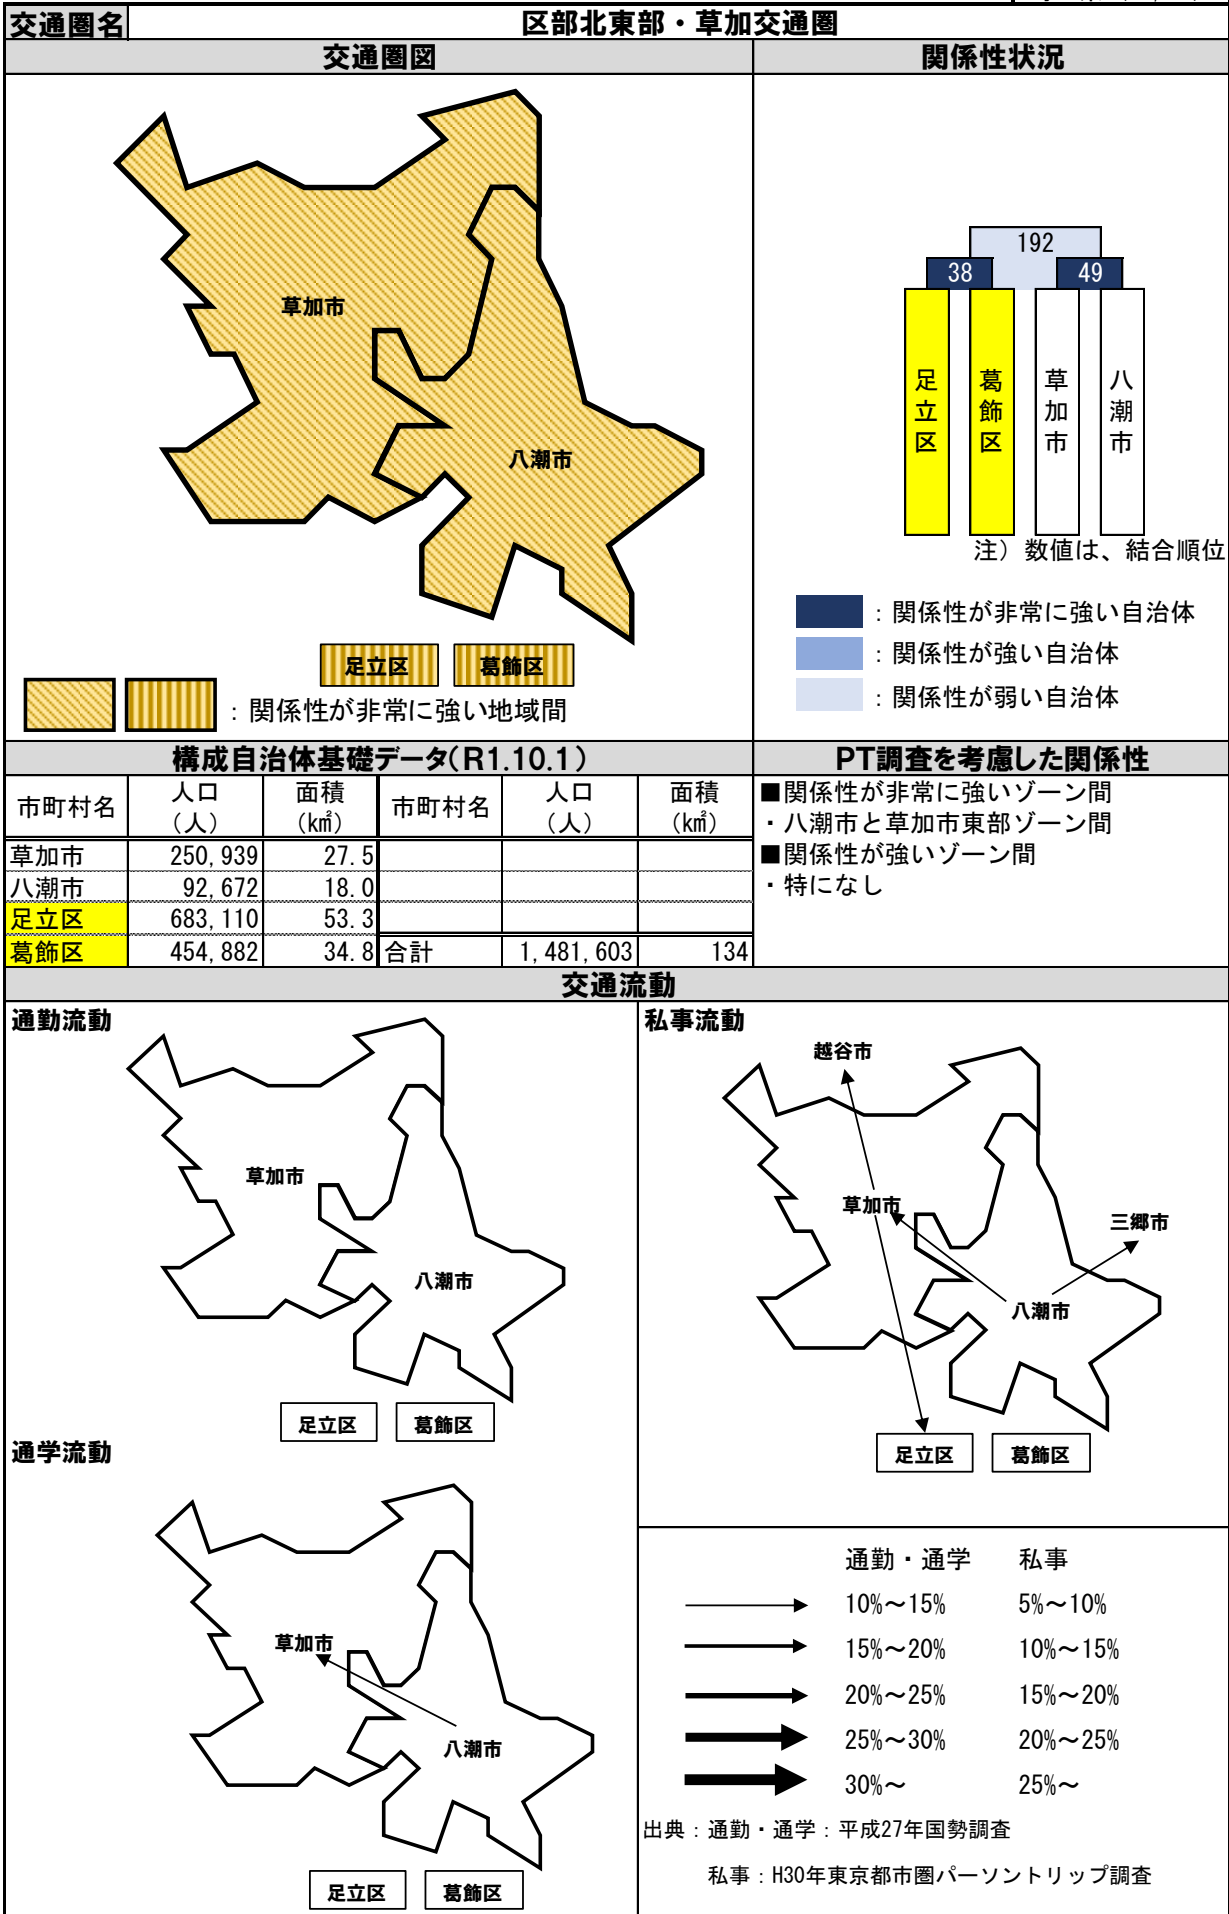 交通圏名
区部北東部・草加交通圏
交通圏図
関係性状況
草加市
八潮市
足立区
葛飾区
：関係性が非常に強い地域間
192
38
49
足立区
葛飾区
草加市
八潮市
注）数値は、結合順位
：関係性が非常に強い自治体
：関係性が強い自治体
：関係性が弱い自治体
構成自治体基礎データ(R1.10.1)
市町村名 人口（人） 面積（k㎡） 市町村名 人口（人） 面積（k㎡）
草加市 250,939 27.5
八潮市 92,672 18.0
足立区 683,110 53.3
葛飾区 454,882 34.8 合計 1,481,603 134
PT調査を考慮した関係性
■関係性が非常に強いゾーン間
・八潮市と草加市東部ゾーン間
■関係性が強いゾーン間
・特になし
交通流動
通勤流動
草加市
八潮市
足立区
葛飾区
通学流動
草加市
八潮市
足立区
葛飾区
私事流動
越谷市
草加市
三郷市
八潮市
足立区
葛飾区
通勤・通学 私事
10%～15% 5%～10%
15%～20% 10%～15%
20%～25% 15%～20%
25%～30% 20%～25%
30%～ 25%～
出典：通勤・通学：平成27年国勢調査
私事：H30年東京都市圏パーソントリップ調査